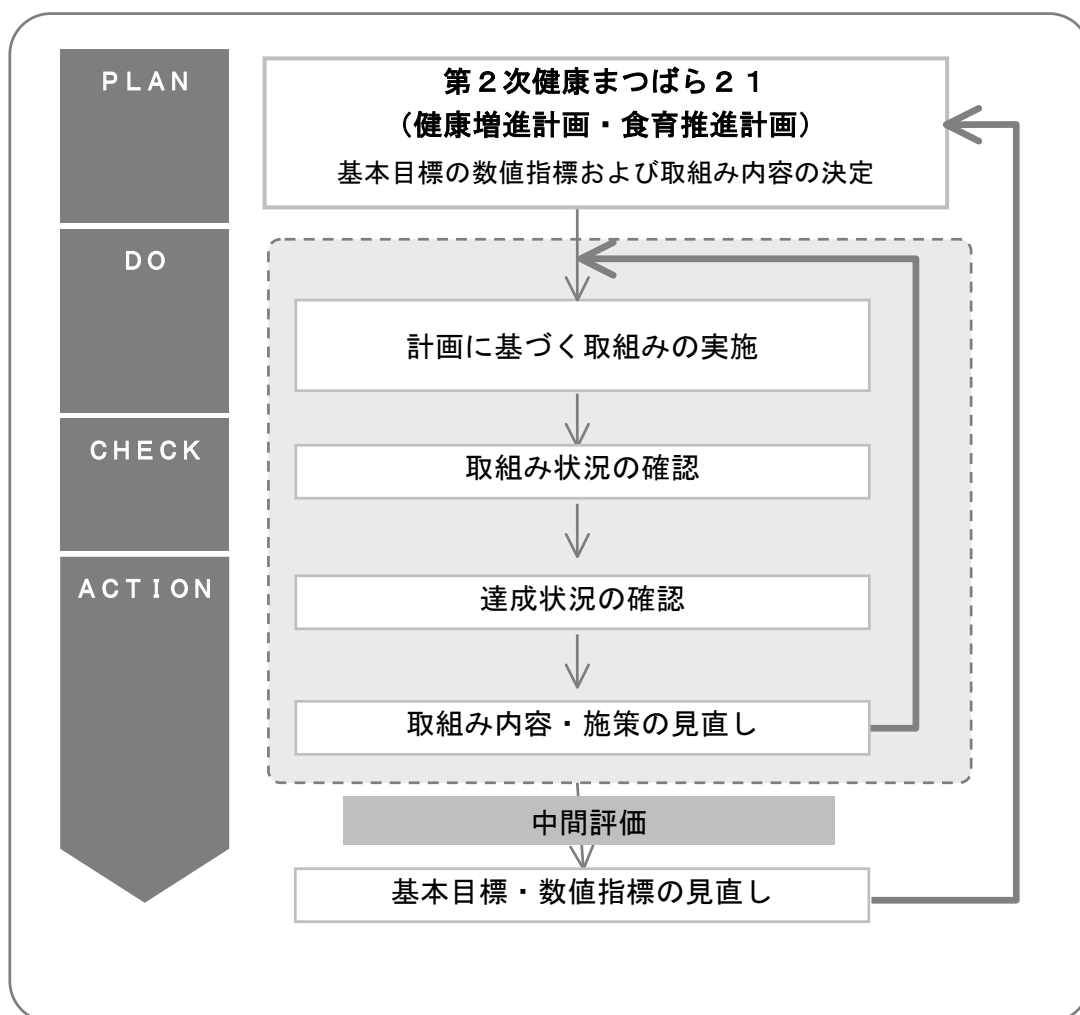 PLAN
第2次健康まつばら21
(健康増進計画・食育推進計画)
基本目標の数値指標および取組み内容の決定
DO
計画に基づく取組みの実施
CHECK
取組み状況の確認
ACTION
達成状況の確認
取組み内容・施策の見直し
中間評価
基本目標・数値指標の見直し